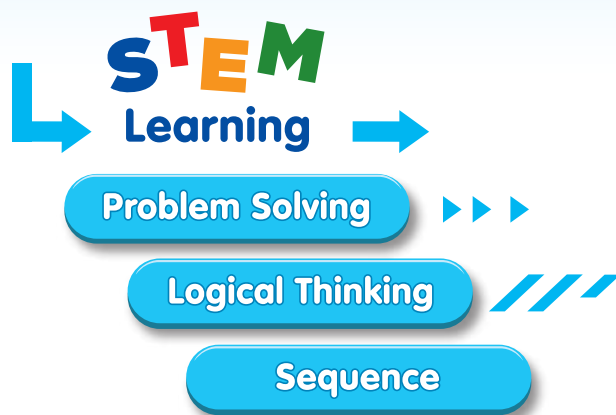 STEM
Learning
Problem Solving
Logical Thinking
Sequence